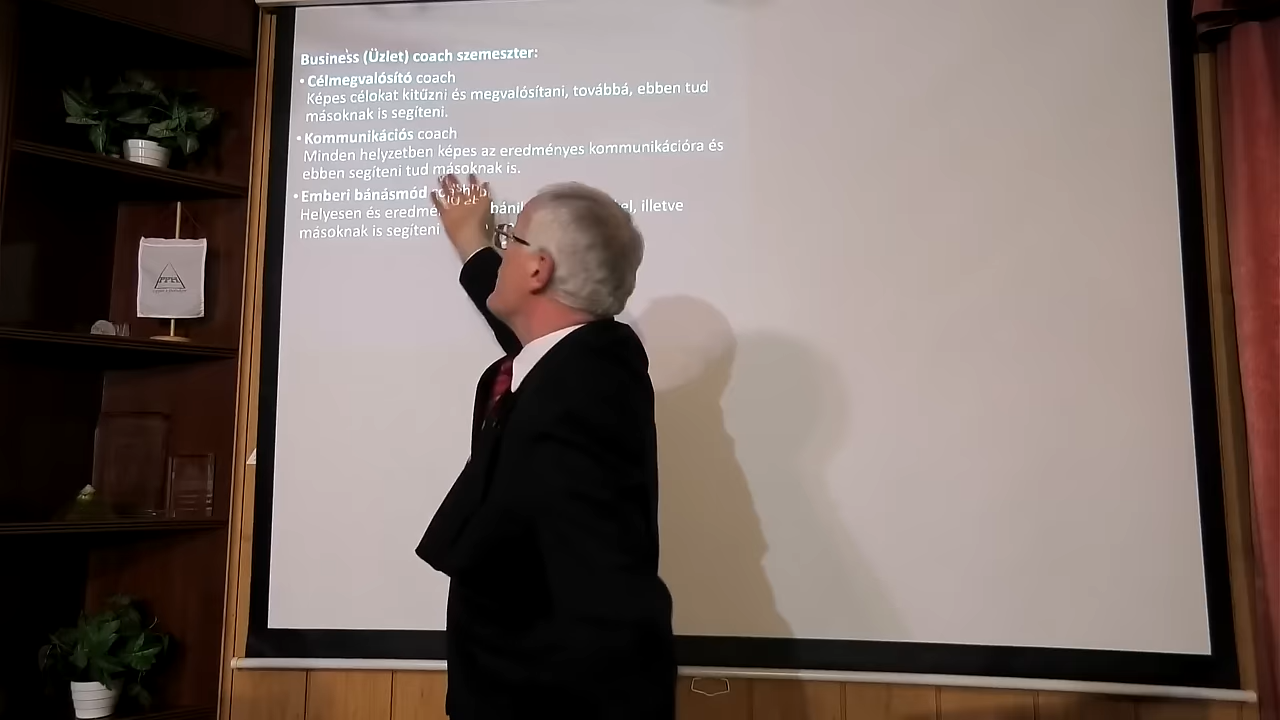 Business (Üzlet) coach szemeszter:
• Célmegvalósító coach
Képes célokat kitűzni és megvalósítani, továbbá, ebben tud
másoknak is segíteni.
• Kommunikációs coach
Minden helyzetben képes az eredményes kommunikációra és
ebben segíteni tud másoknak is.
• Emberi bánásmód
Helyesen és illetve
másoknak is segíteni